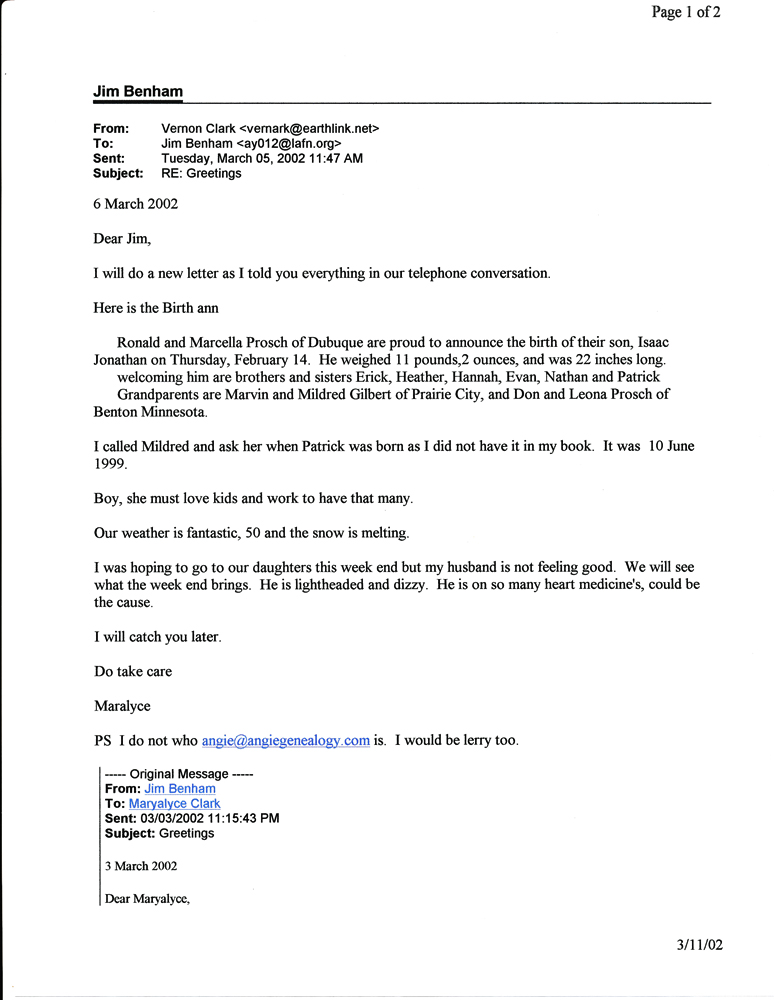 Page 1 of 2
Jim Benham
From: Vernon Clark <vernark@earthlink.net>
To: Jim Benham <ay012@lafn.org>
Sent: Tuesday, March 05, 2002 11:47 AM
Subject: RE: Greetings
6 March 2002
Dear Jim,
I will do a new letter as I told you everything in our telephone conversation.
Here is the Birth ann
Ronald and Marcella Prosch of Dubuque are proud to announce the birth of their son, Isaac
Jonathan on Thursday, February 14. He weighed 11 pounds,2 ounces, and was 22 inches long.
welcoming him are brothers and sisters Erick, Heather, Hannah, Evan, Nathan and Patrick
Grandparents are Marvin and Mildred Gilbert of Prairie City, and Don and Leona Prosch of
Benton Minnesota.
I called Mildred and ask her when Patrick was born as I did not have it in my book. It was 10 June
1999.
Boy, she must love kids and work to have that many.
Our weather is fantastic, 50 and the snow is melting.
I was hoping to go to our daughters this week end but my husband is not feeling good. We will see
what the week end brings. He is lightheaded and dizzy. He is on so many heart medicine's, could be
the cause.
I will catch you later.
Do take care
Maralyce
PS I do not who angie@angiegenealogy.com is. I would be lerry too.
----- Original Message -----
From: Jim Benham
To: Maryalyce Clark
Sent: 03/03/2002 11:15:43 PM
Subject: Greetings
3 March 2002
Dear Maryalyce,
3/11/02